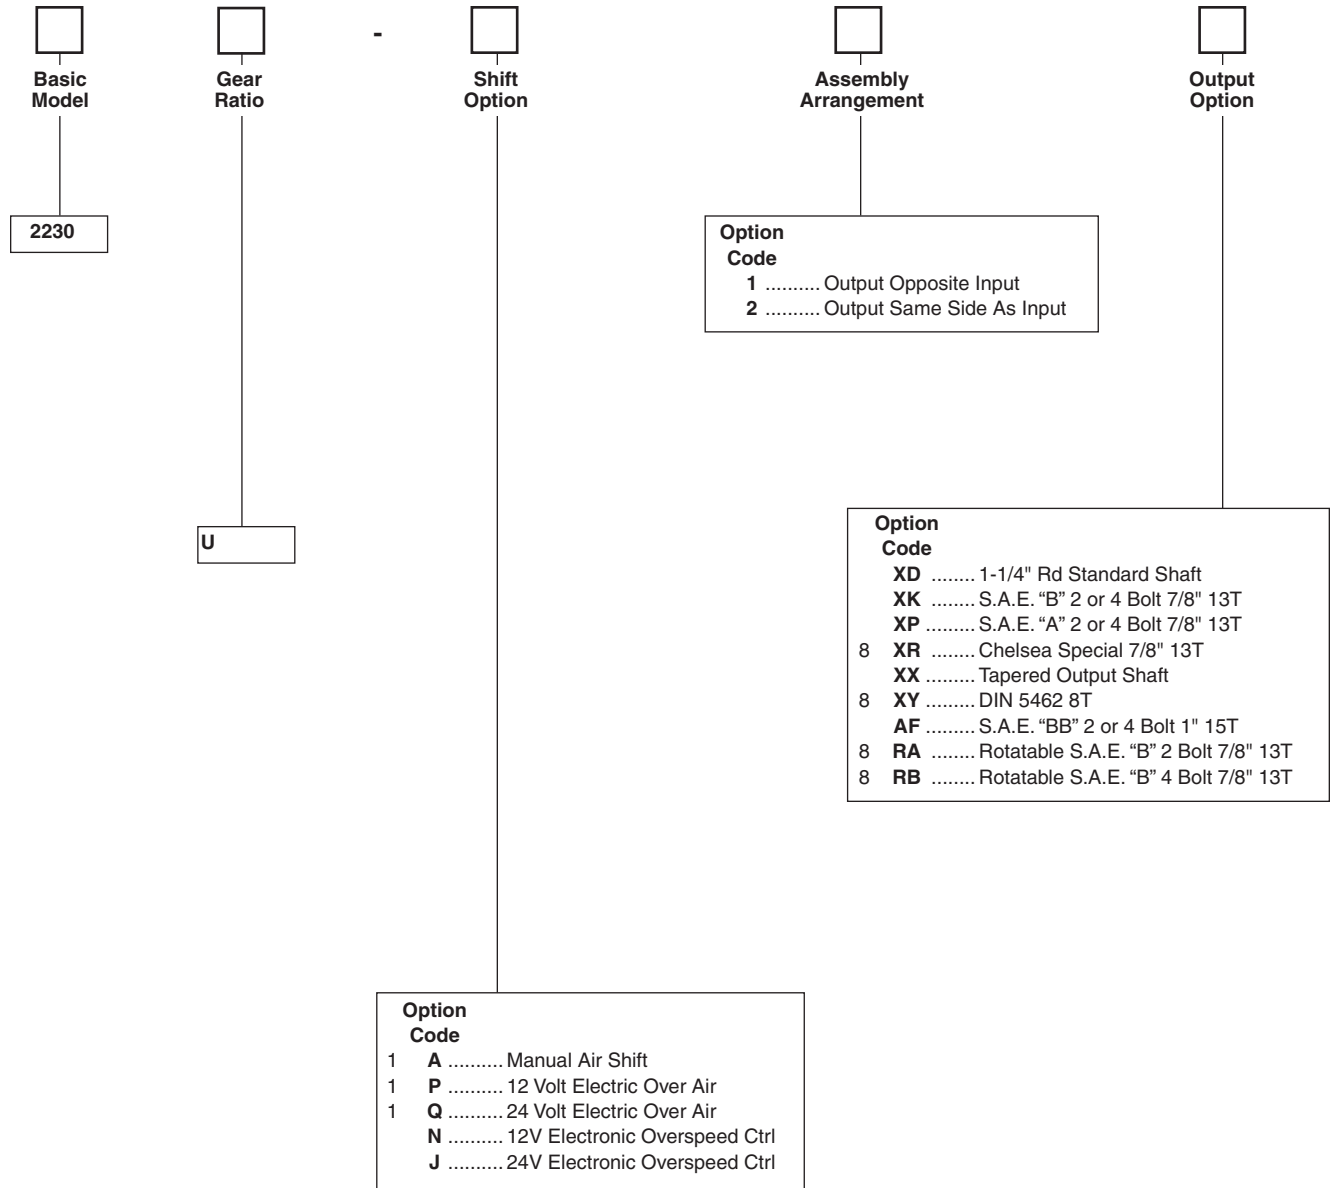 -
Basic
Model
Gear
Ratio
Shift
Option
Assembly
Arrangement
Output
Option
2230
Option
Code
1 .......... Output Opposite Input
2 .......... Output Same Side As Input
U
Option
Code
XD ........ 1-1/4" Rd Standard Shaft
XK ........ S.A.E. “B” 2 or 4 Bolt 7/8" 13T
XP ......... S.A.E. “A” 2 or 4 Bolt 7/8" 13T
8 XR ........ Chelsea Special 7/8" 13T
XX ......... Tapered Output Shaft
8 XY ......... DIN 5462 8T
AF ......... S.A.E. “BB” 2 or 4 Bolt 1" 15T
8 RA ........ Rotatable S.A.E. “B” 2 Bolt 7/8" 13T
8 RB ........ Rotatable S.A.E. “B” 4 Bolt 7/8" 13T
Option
Code
1 A .......... Manual Air Shift
1 P .......... 12 Volt Electric Over Air
1 Q .......... 24 Volt Electric Over Air
N .......... 12V Electronic Overspeed Ctrl
J .......... 24V Electronic Overspeed Ctrl